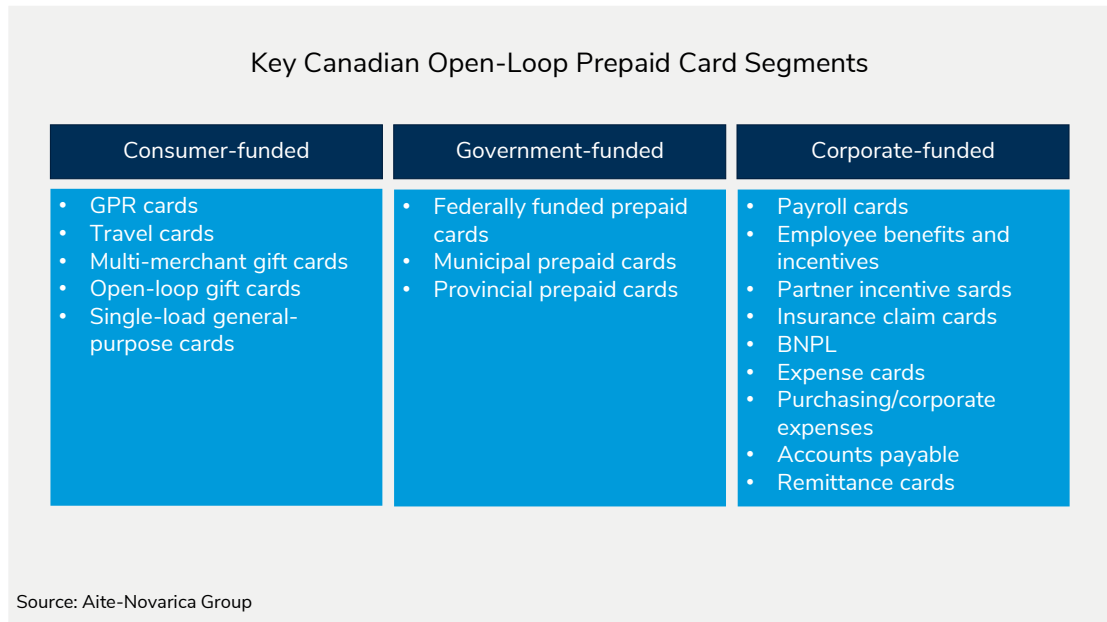 Key Canadian Open-Loop Prepaid Card Segments
Consumer-funded
• GPR cards
• Travel cards
• Multi-merchant gift cards
• Open-loop gift cards
• Single-load general-
purpose cards
Government-funded
• Federally funded prepaid
cards
• Municipal prepaid cards
• Provincial prepaid cards
Corporate-funded
• Payroll cards
• Employee benefits and
incentives
• Partner incentive sards
• Insurance claim cards
• BNPL
• Expense cards
• Purchasing/corporate
expenses
• Accounts payable
• Remittance cards
Source: Aite-Novarica Group